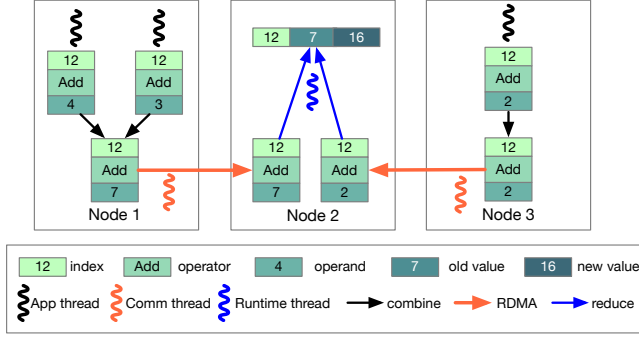 12 7 16
12 12 12
Add Add Add
4 3 2
12 12 12 12
Add Add Add Add
7 7 2 2
Node 1 Node 2 Node 3
12 index Add operator 4 operand 7 old value 16 new value
App thread Comm thread Runtime thread combine RDMA reduce